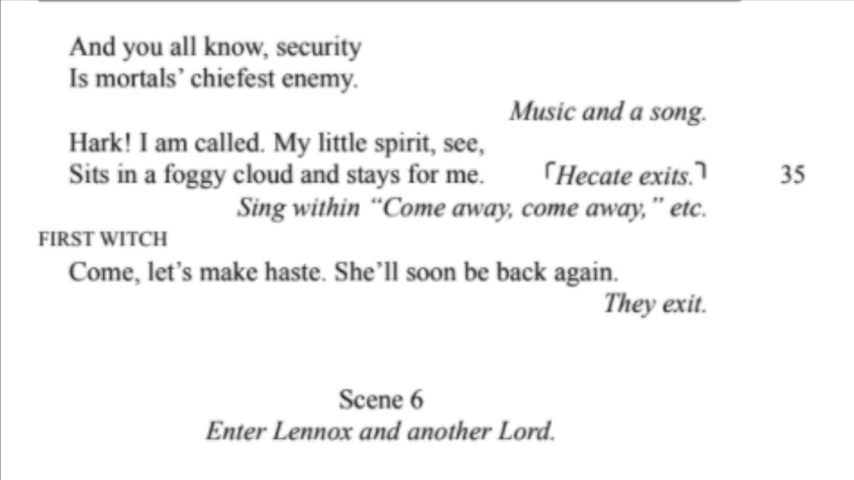 And you all know, security
Is mortals’ chiefest enemy.
Music and a song.
Hark! I am called. My little spirit, see,
Sits in a foggy cloud and stays for me. ⌜Hecate exits.⌝ 35
Sing within “Come away, come away,” etc.
FIRST WITCH
Come, let’s make haste. She’ll soon be back again.
They exit.
Scene 6
Enter Lennox and another Lord.